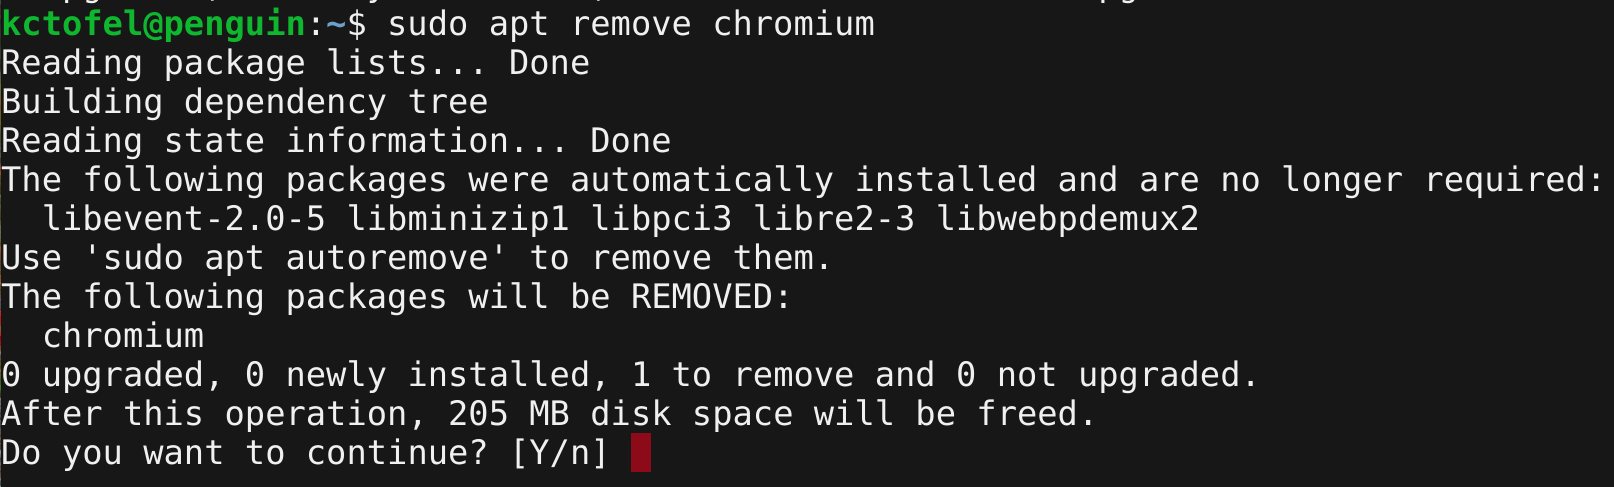 kctofel@penguin:~$ sudo apt remove chromium
Reading package lists... Done
Building dependency tree
Reading state information... Done
The following packages were automatically installed and are no longer required:
  libevent-2.0-5 libminizip1 libpci3 libre2-3 libwebpdemux2
Use 'sudo apt autoremove' to remove them.
The following packages will be REMOVED:
  chromium
0 upgraded, 0 newly installed, 1 to remove and 0 not upgraded.
After this operation, 205 MB disk space will be freed.
Do you want to continue? [Y/n]